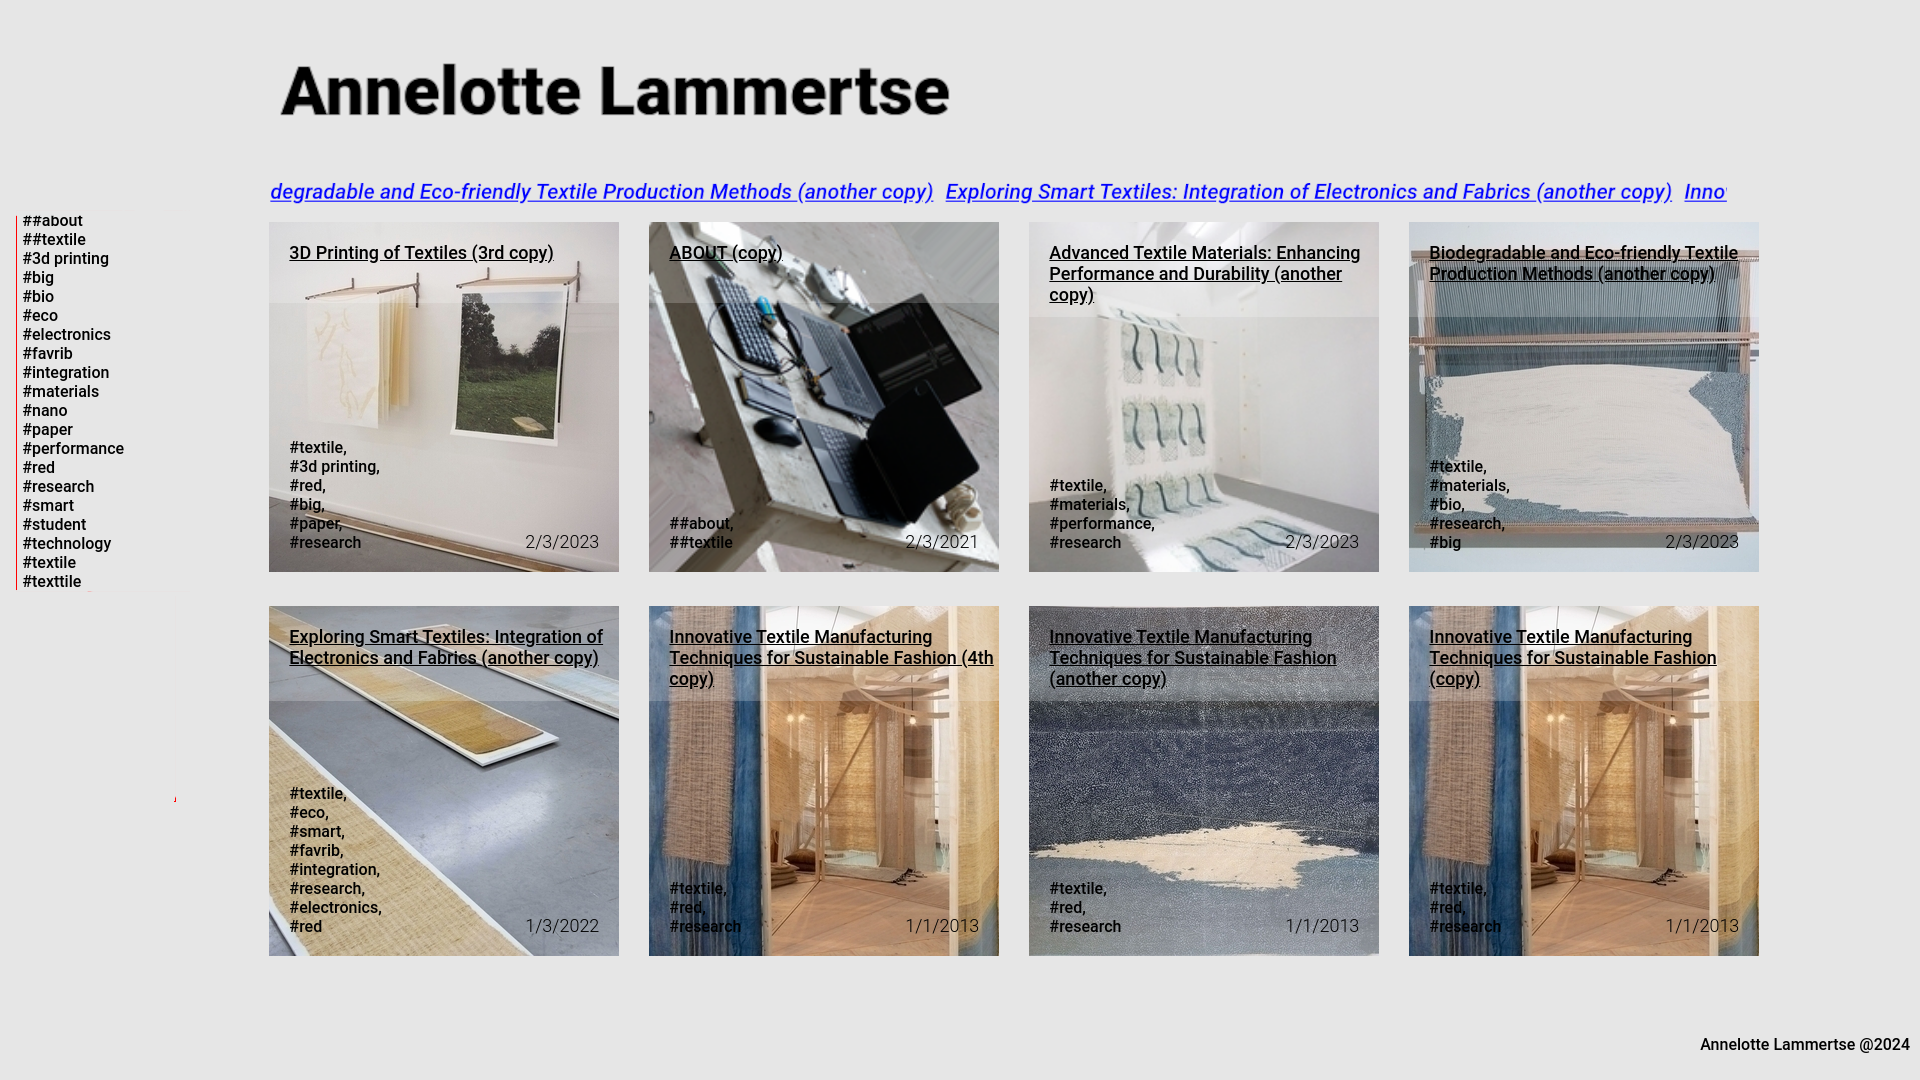 Annelotte Lammertse
degradable and Eco-friendly Textile Production Methods (another copy) Exploring Smart Textiles: Integration of Electronics and Fabrics (another copy) Inno
##about
##textile
#3d printing
#big
#bio
#eco
#electronics
#favrib
#integration
#materials
#nano
#paper
#performance
#red
#research
#smart
#student
#technology
#textile
#texttile
3D Printing of Textiles (3rd copy)
#textile,
#3d printing,
#red,
#big,
#paper,
#research
2/3/2023
ABOUT (copy)
##about,
##textile
2/3/2021
Advanced Textile Materials: Enhancing
Performance and Durability (another
copy)
#textile,
#materials,
#performance,
#research
2/3/2023
Biodegradable and Eco-friendly Textile
Production Methods (another copy)
#textile,
#materials,
#bio,
#research,
#big
2/3/2023
Exploring Smart Textiles: Integration of
Electronics and Fabrics (another copy)
#textile,
#eco,
#smart,
#favrib,
#integration,
#research,
#electronics,
#red
1/3/2022
Innovative Textile Manufacturing
Techniques for Sustainable Fashion (4th
copy)
#textile,
#red,
#research
1/1/2013
Innovative Textile Manufacturing
Techniques for Sustainable Fashion
(another copy)
#textile,
#red,
#research
1/1/2013
Innovative Textile Manufacturing
Techniques for Sustainable Fashion
(copy)
#textile,
#red,
#research
1/1/2013
Annelotte Lammertse @2024